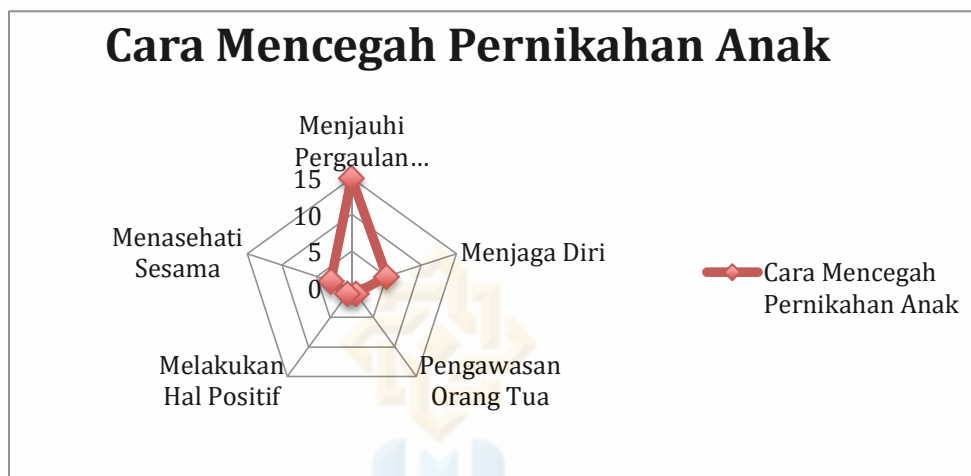 Cara Mencegah Pernikahan Anak
Menjauhi
Pergaulan…
15
10
5
0
Menjaga Diri
Pengawasan
Orang Tua
Melakukan
Hal Positif
Menasehati
Sesama
Cara Mencegah
Pernikahan Anak